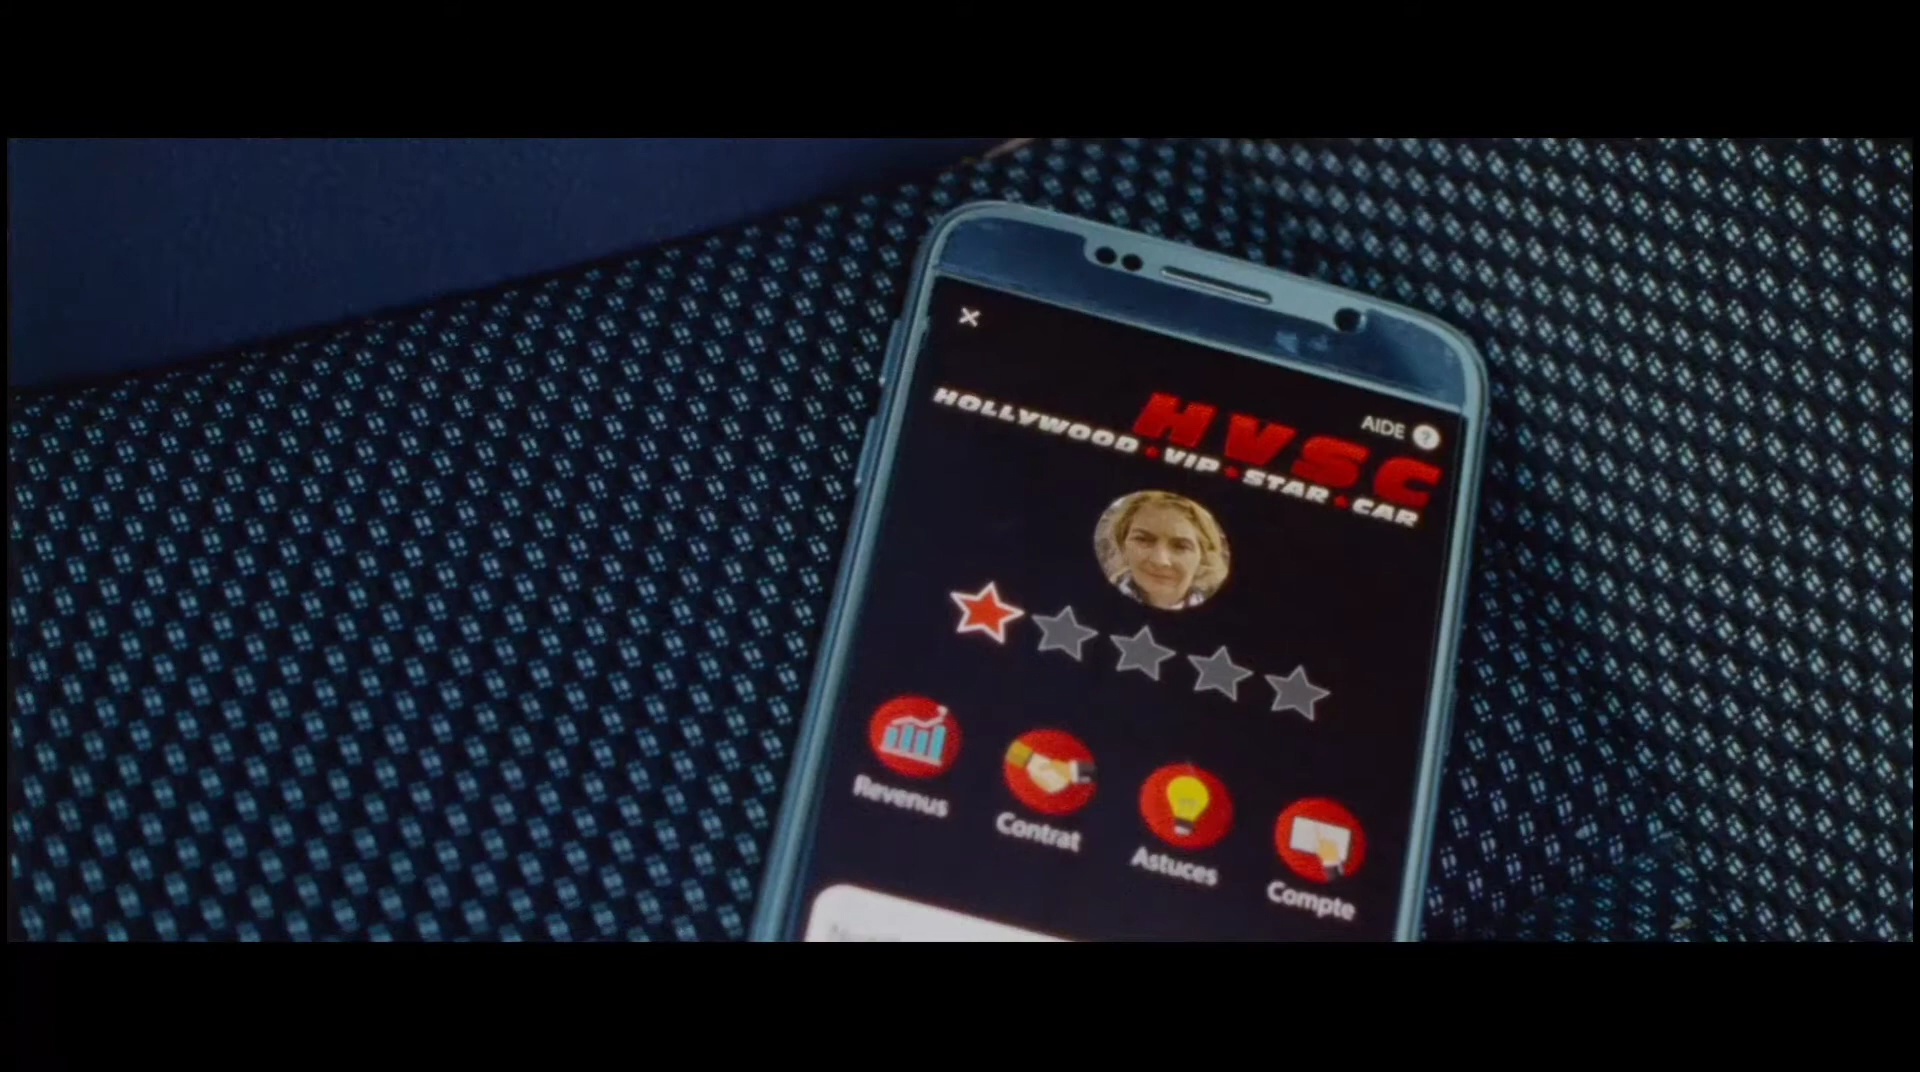 AIDE ?
HVSC
HOLLYWOOD VIP STAR CAR
Revenus
Contrat
Astuces
Compte